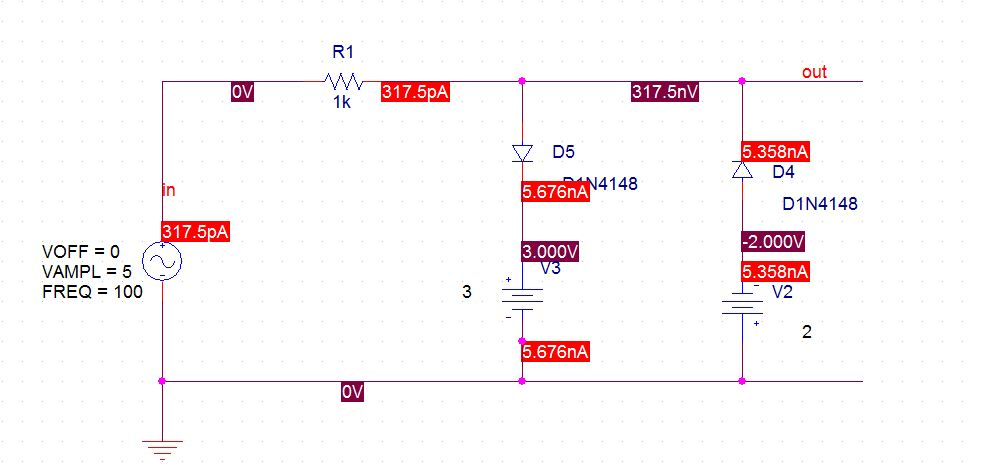 R1
0V
1k
317.5pA
317.5nV
out
in
317.5pA
VOFF = 0
VAMPL = 5
FREQ = 100
D5
D1N4148
5.676nA
5.358nA
D4
D1N4148
3.000V
V3
3
-2.000V
5.358nA
V2
2
5.676nA
0V